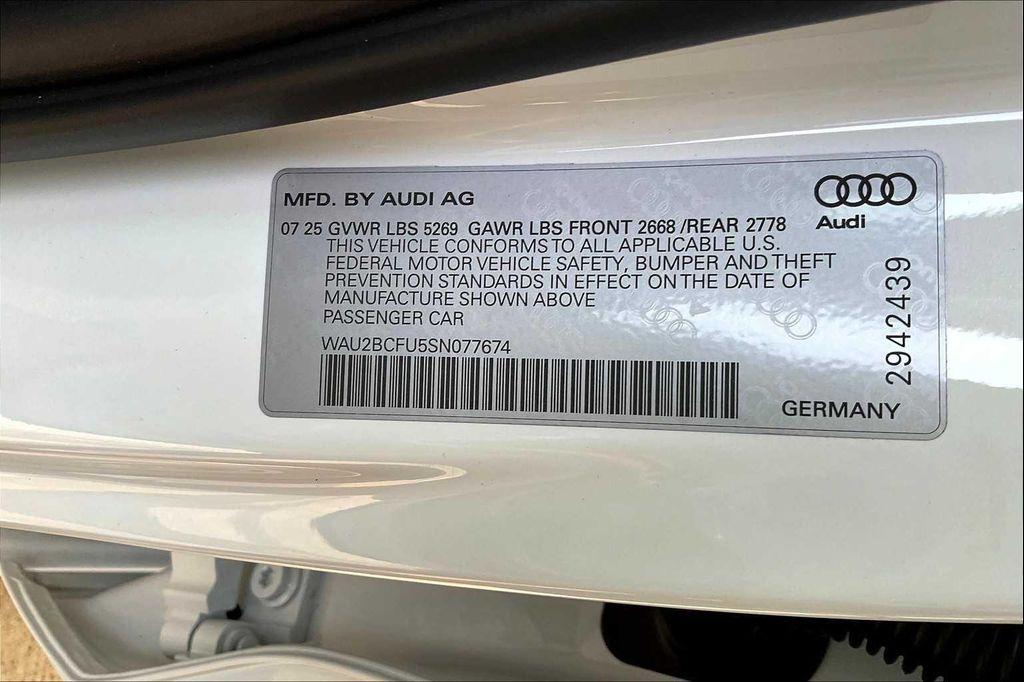 MFD. BY AUDI AG
07 25 GVWR LBS 5269 GAWR LBS FRONT 2668 /REAR 2778
THIS VEHICLE CONFORMS TO ALL APPLICABLE U.S.
FEDERAL MOTOR VEHICLE SAFETY, BUMPER AND THEFT
PREVENTION STANDARDS IN EFFECT ON THE DATE OF
MANUFACTURE SHOWN ABOVE
PASSENGER CAR
WAU2BCFU5SN077674
Audi
2942439
GERMANY